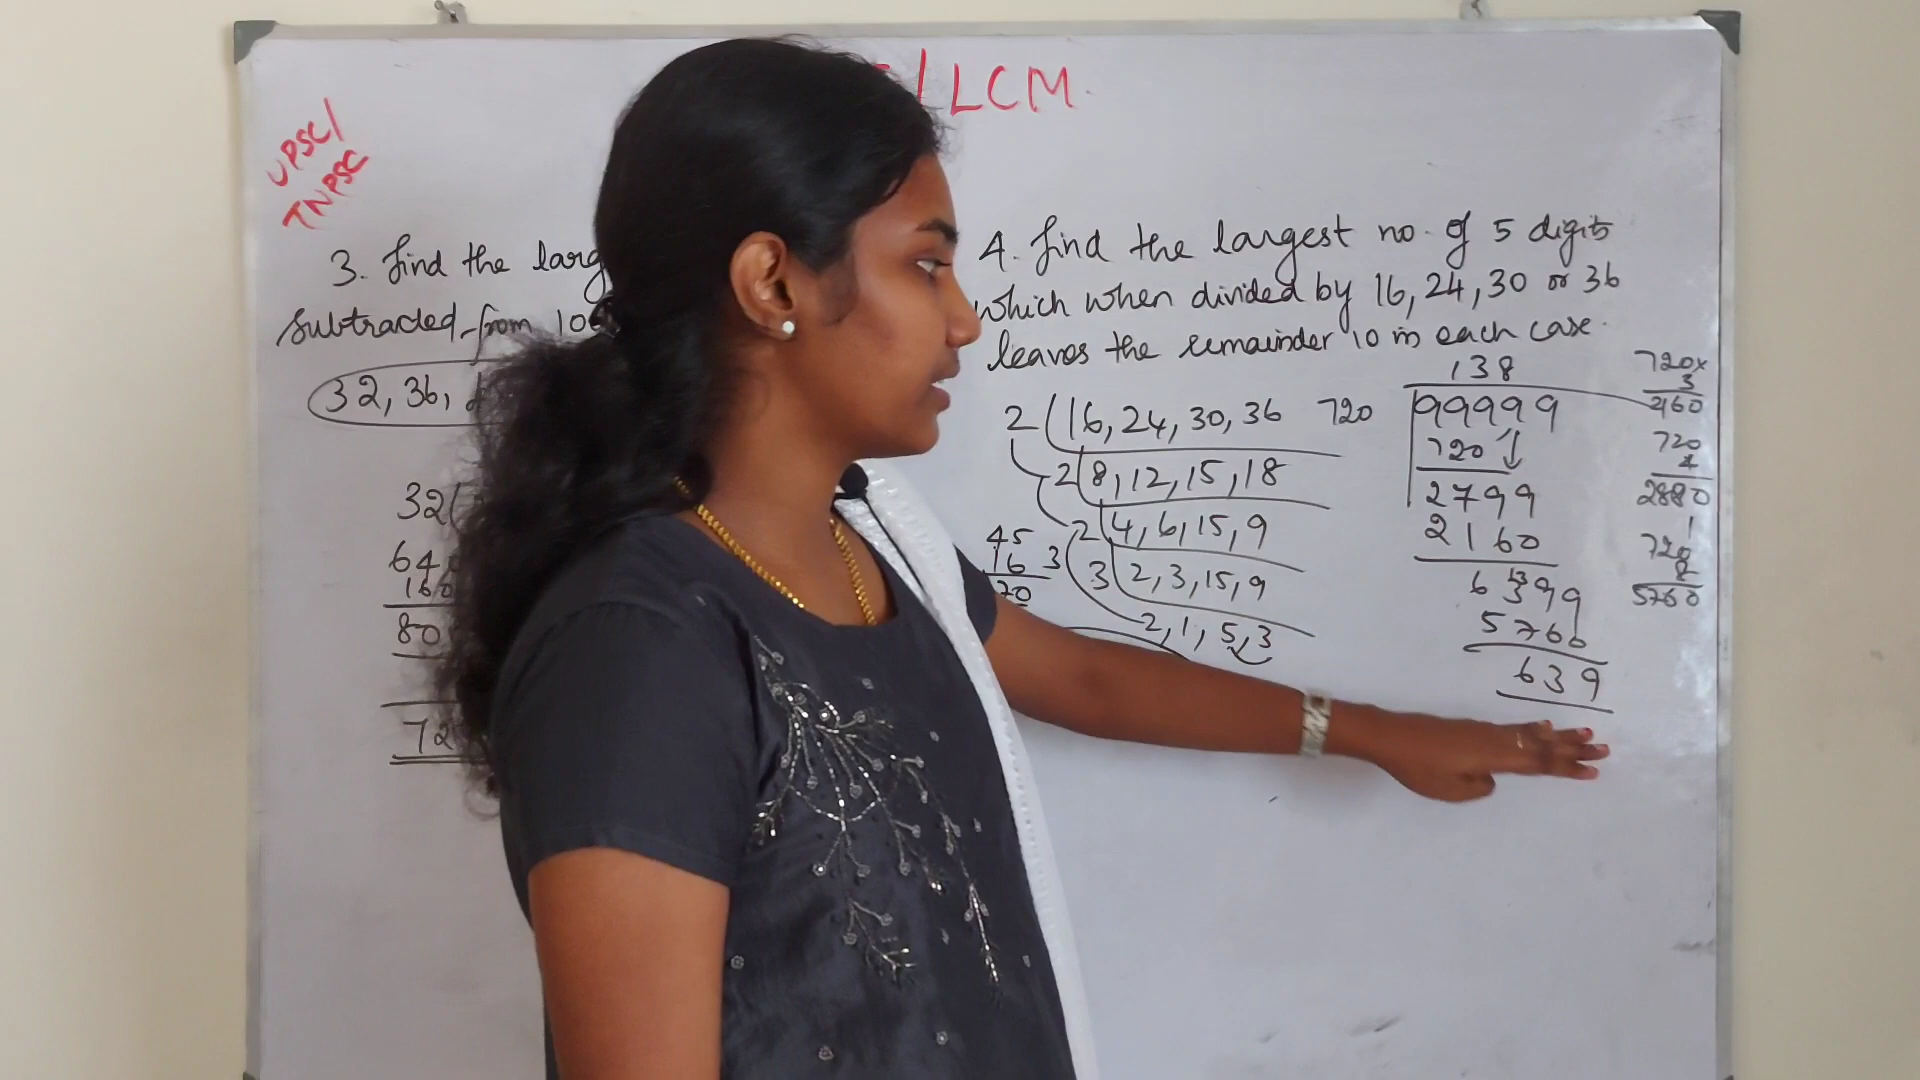 /LCM.
UPSC/
TNPSC
3. find the larg
subtracted from 10
32, 36,
32(
64
160
80
72
4. find the largest no. of 5 digits
which when divided by 16, 24, 30 or 36
leaves the remainder 10 in each case.
2 16, 24, 30, 36
2 8, 12, 15, 18
2 4, 6, 15, 9
3 2, 3, 15, 9
2, 1, 5, 3
45
16 3
70
138
720 99999
720
2799
2160
6399
5760
639
720x
3
2160
720
4
2880
1
720
8
5760